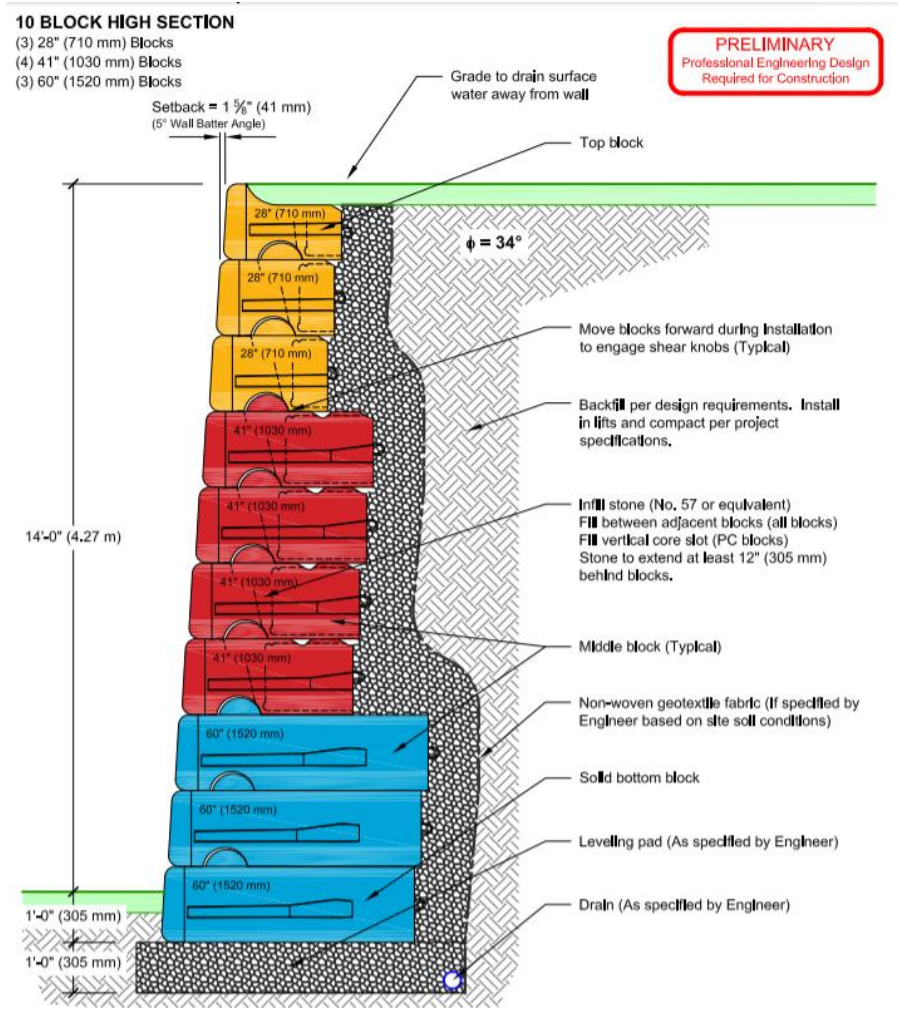 10 BLOCK HIGH SECTION
(3) 28" (710 mm) Blocks
(4) 41" (1030 mm) Blocks
(3) 60" (1520 mm) Blocks
PRELIMINARY
Professional Engineering Design
Required for Construction
Grade to drain surface
water away from wall
Setback = 1 ⅝" (41 mm)
(5° Wall Batter Angle)
Top block
28" (710 mm)
ϕ = 34°
28" (710 mm)
Move blocks forward during installation
to engage shear knobs (Typical)
28" (710 mm)
Backfill per design requirements. Install
in lifts and compact per project
specifications.
41" (1030 mm)
Infill stone (No. 57 or equivalent)
Fill between adjacent blocks (all blocks)
Fill vertical core slot (PC blocks)
Stone to extend at least 12" (305 mm)
behind blocks.
41" (1030 mm)
14'-0" (4.27 m)
41" (1030 mm)
Middle block (Typical)
41" (1030 mm)
Non-woven geotextile fabric (If specified by
Engineer based on site soil conditions)
60" (1520 mm)
Solid bottom block
60" (1520 mm)
Leveling pad (As specified by Engineer)
60" (1520 mm)
Drain (As specified by Engineer)
1'-0" (305 mm)
1'-0" (305 mm)